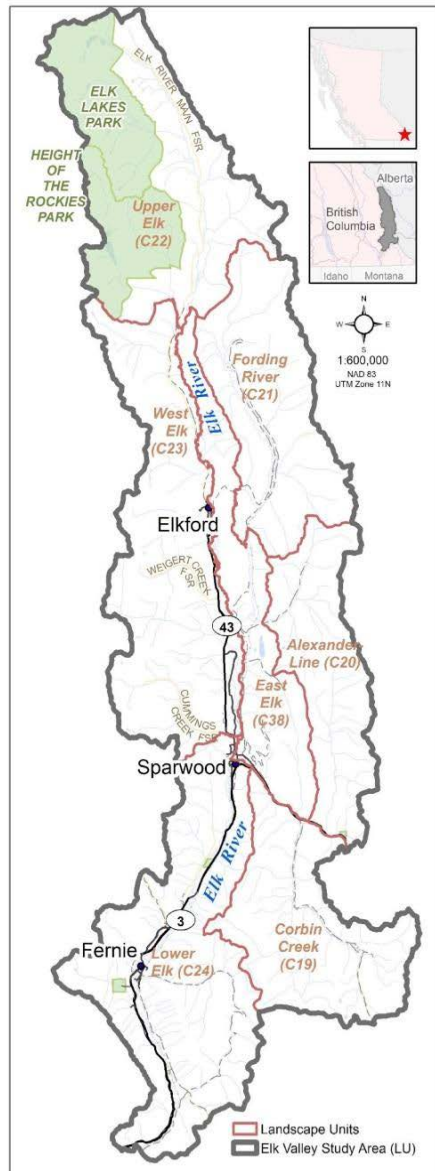 ELK RIVER MAIN FSR
ELK
LAKES
PARK
HEIGHT
OF THE
ROCKIES
PARK
Upper
Elk
(C22)
Alberta
British
Columbia
Idaho
Montana
N
W
E
S
1:600,000
NAD 83
UTM Zone 11N
Fording
River
(C21)
Elk River
West
Elk
(C23)
Elkford
WEIGERT CREEK
FSR
43
Alexander
Line (C20)
East
Elk
(C38)
CUMMINGS
CREEK
FSR
Sparwood
Elk River
3
Fernie
Lower
Elk (C24)
Corbin
Creek
(C19)
Landscape Units
Elk Valley Study Area (LU)